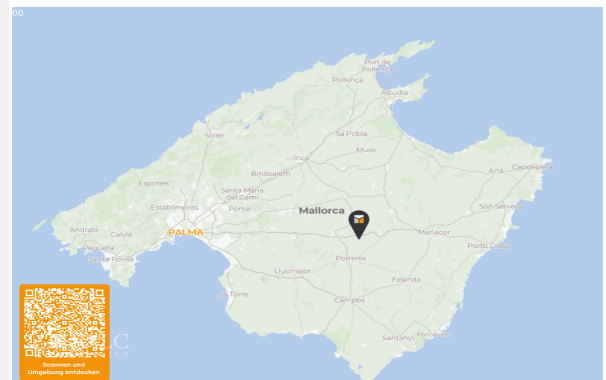 00
Port de
Pollença
Pollença
Alcúdia
Sóller
Sa Pobla
Muro
Inca
Binissalem
Artà
Capdepera
Esporles
Santa Maria
del Camí
Establiments
Pòrtol
Son Servera
Mallorca
Andratx
Calvià
PALMA
Manacor
Peguera
Porto Cristo
Santa Ponsa
Porreres
Llucmajor
Felanitx
sa Torre
Campos
Santanyí
Portopetro
Scannen und
Umgebung entdecken